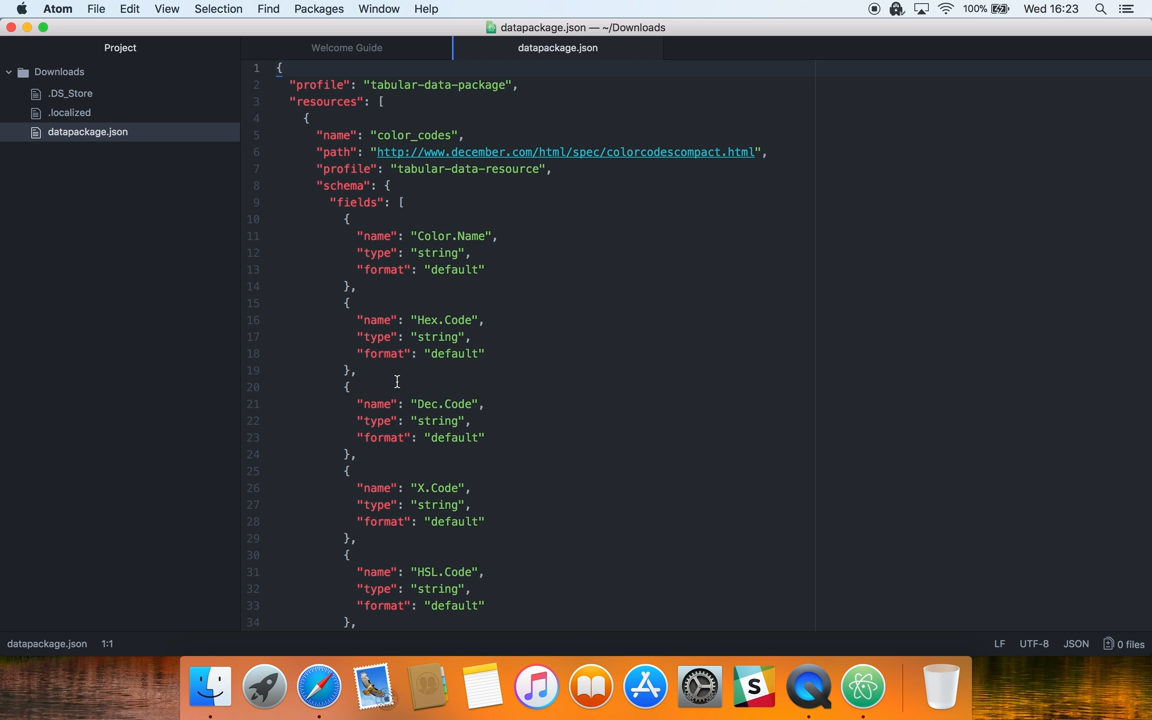 Atom File Edit View Selection Find Packages Window Help 100% Wed 16:23
datapackage.json — ~/Downloads
Project Welcome Guide datapackage.json
Downloads
.DS_Store
.localized
datapackage.json
1 {
2 "profile": "tabular-data-package",
3 "resources": [
4 {
5 "name": "color_codes",
6 "path": "http://www.december.com/html/spec/colorcodescompact.html",
7 "profile": "tabular-data-resource",
8 "schema": {
9 "fields": [
10 {
11 "name": "Color.Name",
12 "type": "string",
13 "format": "default"
14 },
15 {
16 "name": "Hex.Code",
17 "type": "string",
18 "format": "default"
19 },
20 {
21 "name": "Dec.Code",
22 "type": "string",
23 "format": "default"
24 },
25 {
26 "name": "X.Code",
27 "type": "string",
28 "format": "default"
29 },
30 {
31 "name": "HSL.Code",
32 "type": "string",
33 "format": "default"
34 },
datapackage.json 1:1 LF UTF-8 JSON 0 files
S